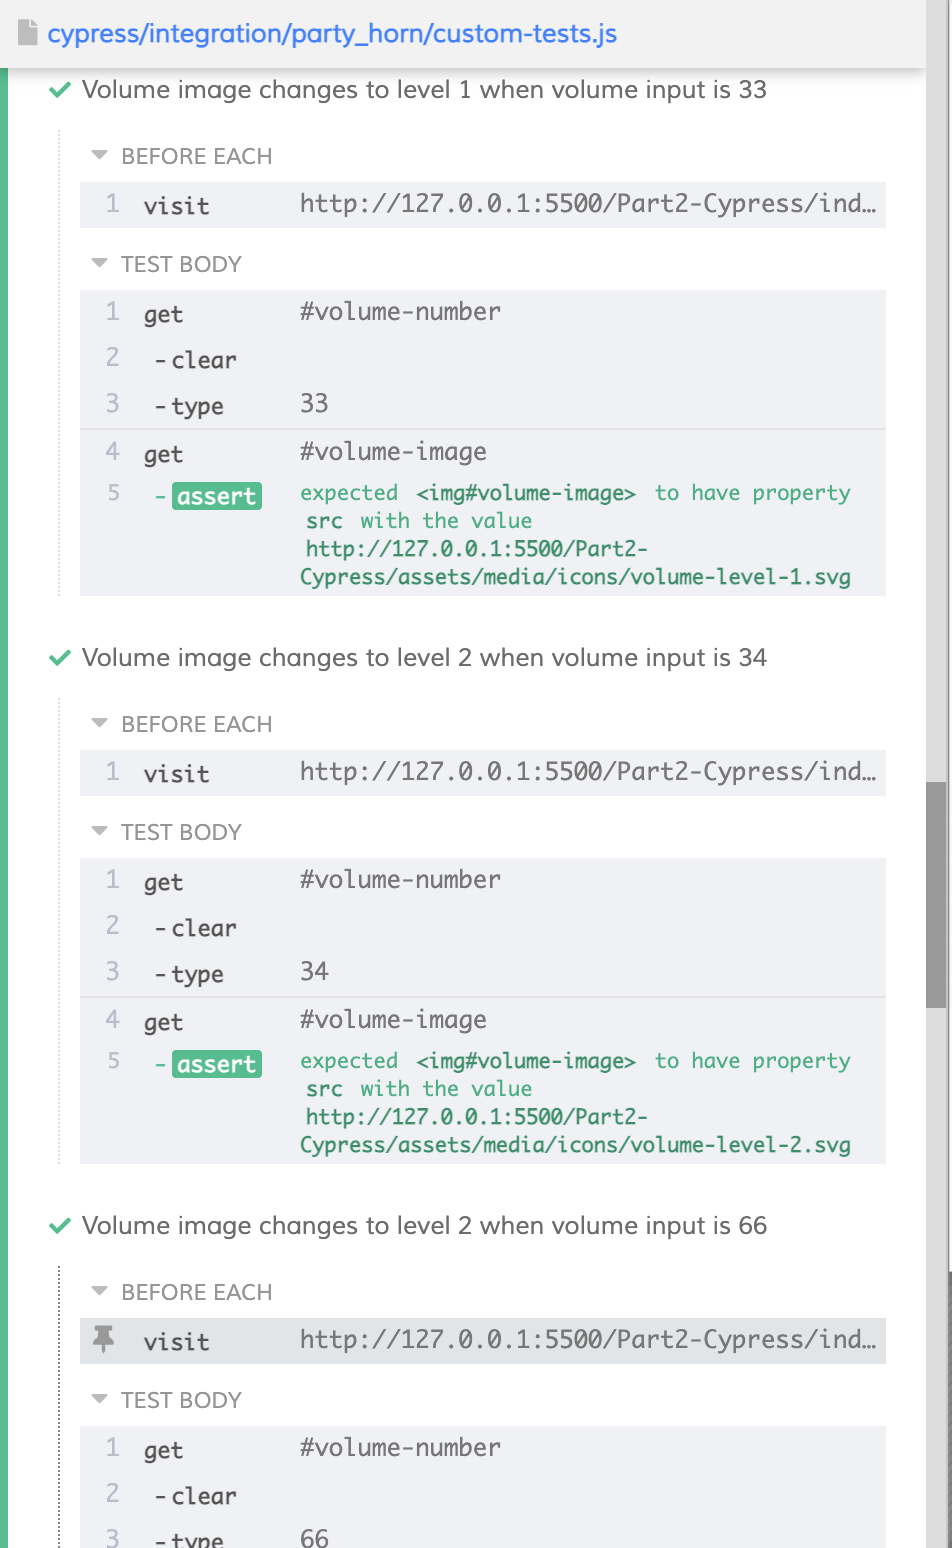 cypress/integration/party_horn/custom-tests.js
Volume image changes to level 1 when volume input is 33
BEFORE EACH
1 visit http://127.0.0.1:5500/Part2-Cypress/ind…
TEST BODY
1 get #volume-number
2 -clear
3 -type 33
4 get #volume-image
5 -assert expected <img#volume-image> to have property
src with the value
http://127.0.0.1:5500/Part2-
Cypress/assets/media/icons/volume-level-1.svg
Volume image changes to level 2 when volume input is 34
BEFORE EACH
1 visit http://127.0.0.1:5500/Part2-Cypress/ind…
TEST BODY
1 get #volume-number
2 -clear
3 -type 34
4 get #volume-image
5 -assert expected <img#volume-image> to have property
src with the value
http://127.0.0.1:5500/Part2-
Cypress/assets/media/icons/volume-level-2.svg
Volume image changes to level 2 when volume input is 66
BEFORE EACH
visit http://127.0.0.1:5500/Part2-Cypress/ind…
TEST BODY
1 get #volume-number
2 -clear
3 -type 66